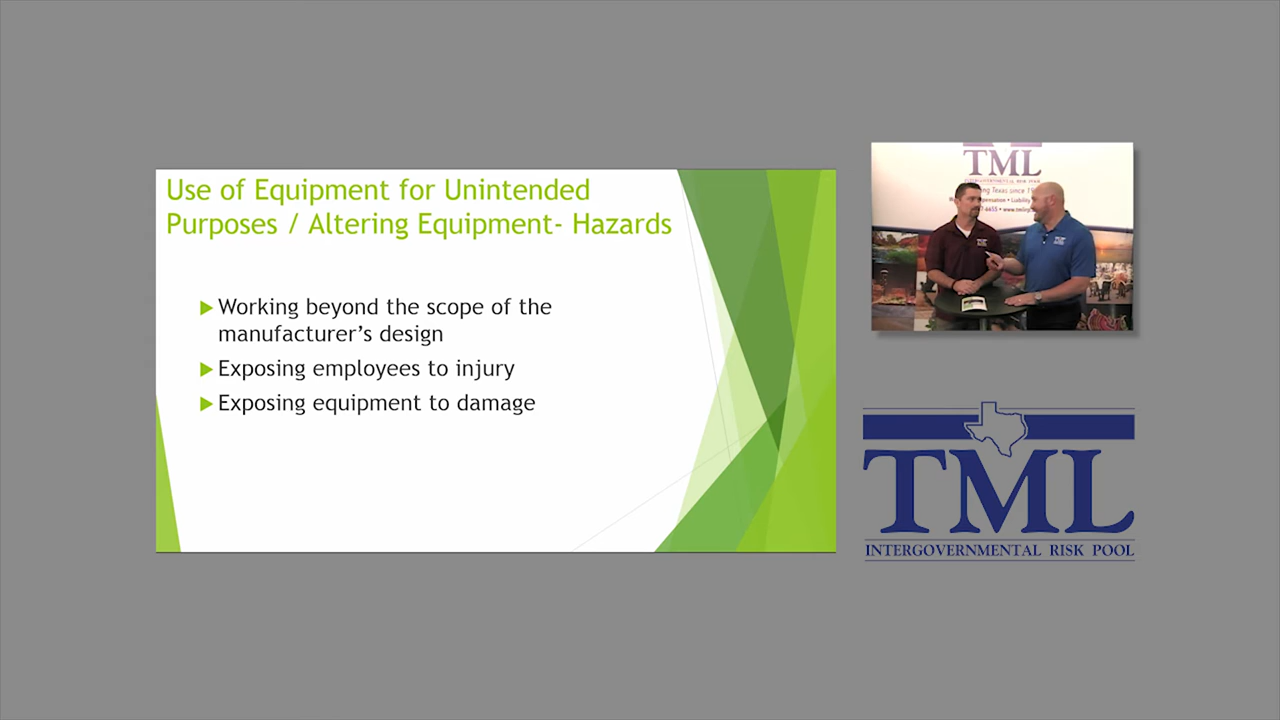 Use of Equipment for Unintended
Purposes / Altering Equipment- Hazards
Working beyond the scope of the
manufacturer’s design
Exposing employees to injury
Exposing equipment to damage
TML
TML
INTERGOVERNMENTAL RISK POOL